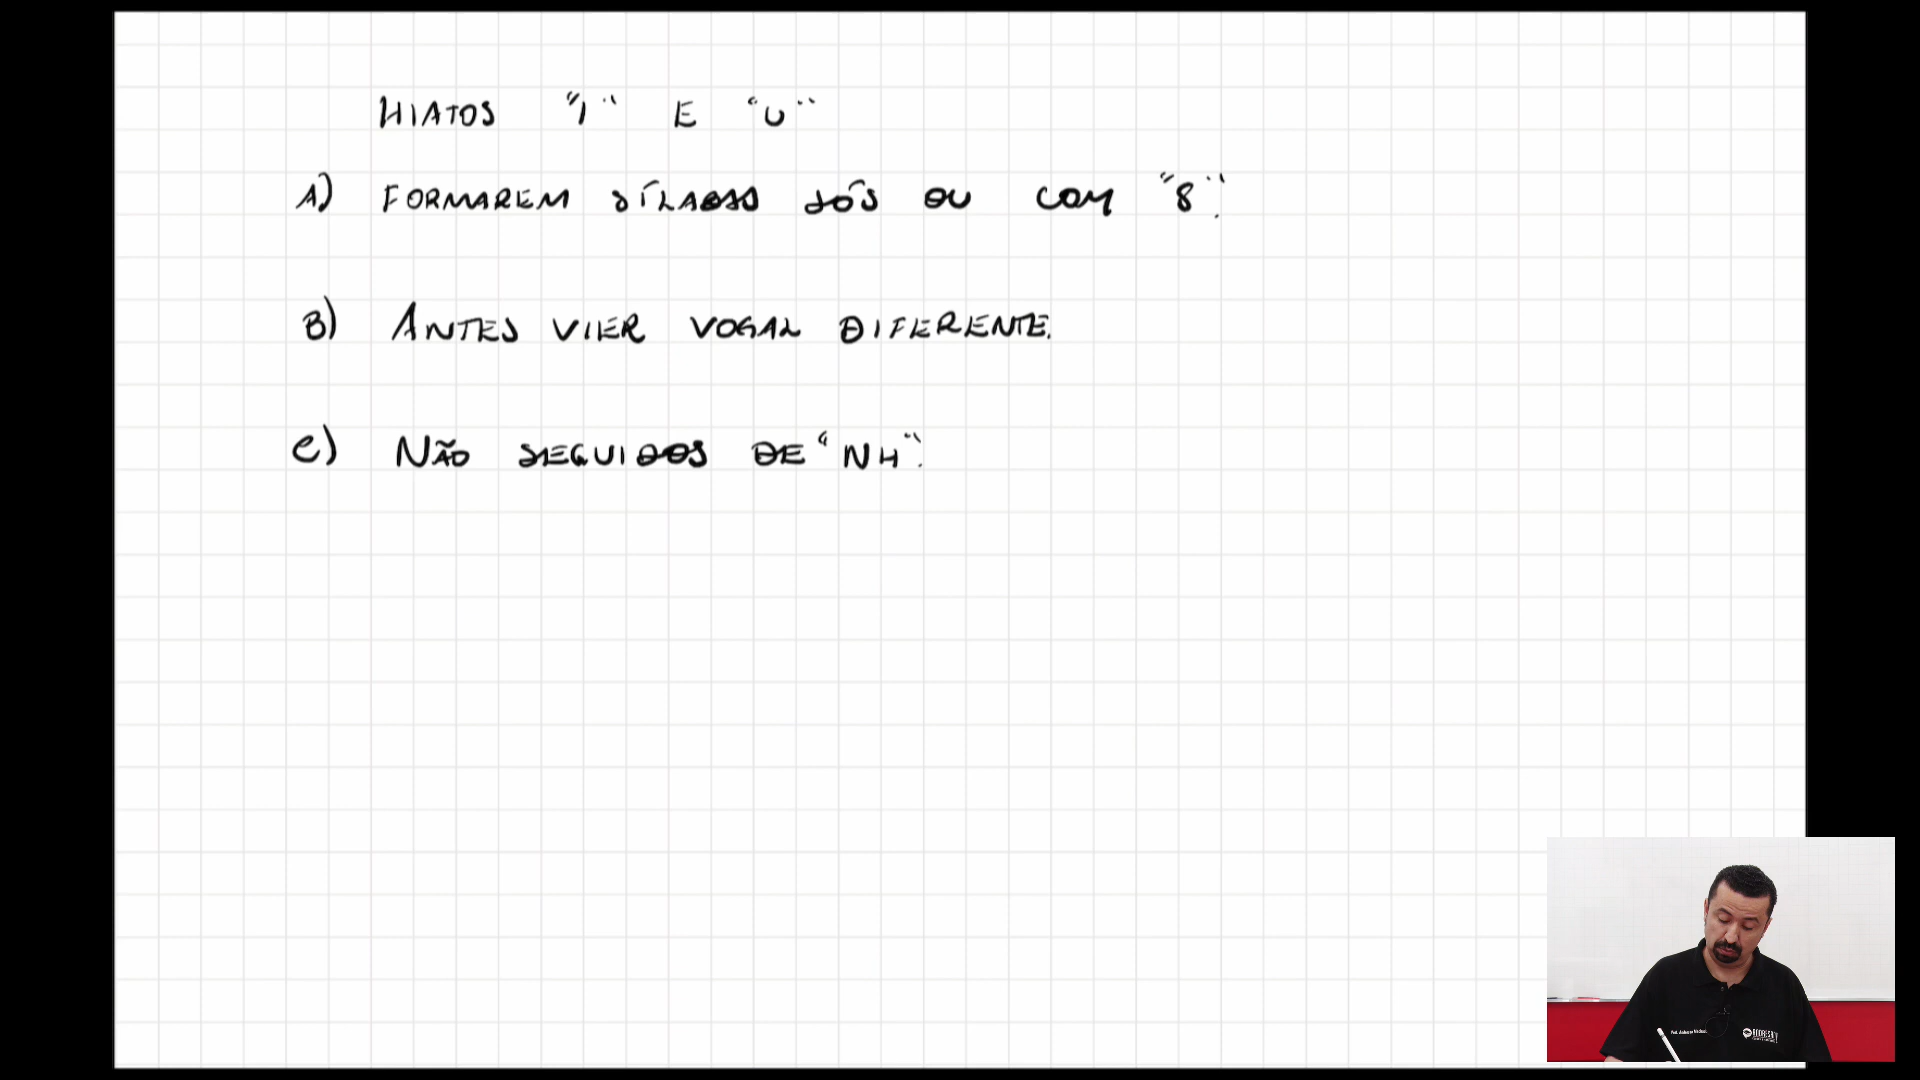 HIATOS "I" E "U"
A) FORMAREM SÍLABAS SÓS OU COM "S".
B) ANTES VIER VOGAL DIFERENTE.
C) NÃO SEGUIDOS DE "NH".